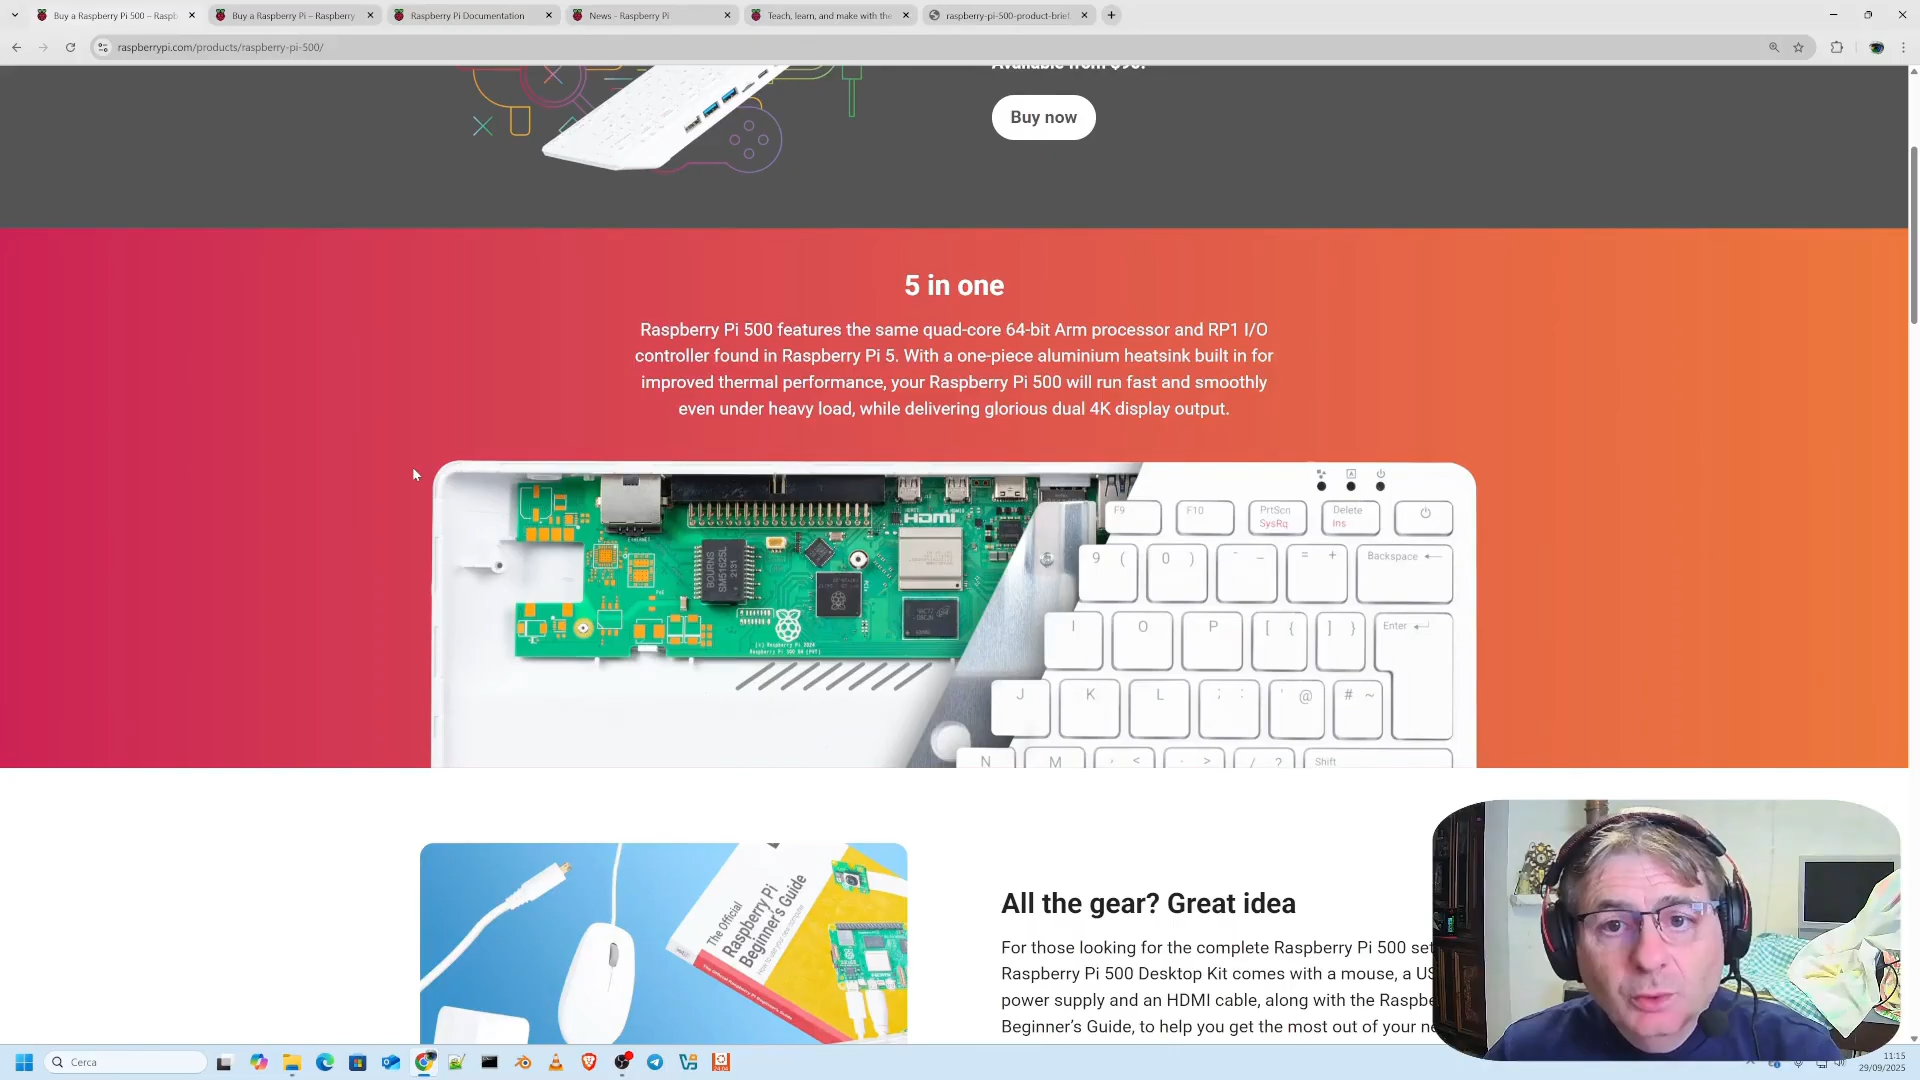 Buy a Raspberry Pi 500 – Raspb
Buy a Raspberry Pi – Raspberry
Raspberry Pi Documentation
News - Raspberry Pi
Teach, learn, and make with the
raspberry-pi-500-product-brief
raspberrypi.com/products/raspberry-pi-500/
Buy now
5 in one
Raspberry Pi 500 features the same quad-core 64-bit Arm processor and RP1 I/O
controller found in Raspberry Pi 5. With a one-piece aluminium heatsink built in for
improved thermal performance, your Raspberry Pi 500 will run fast and smoothly
even under heavy load, while delivering glorious dual 4K display output.
HDMI
ETHERNET
BOURNS
SM51625L
2131
F9
F10
PrtScn
SysRq
Delete
Ins
9 (
0 )
- _
= +
Backspace
I
O
P
[ {
] }
Enter
J
K
L
; :
' @
# ~
N
M
, <
. >
/ ?
Shift
The Official
Raspberry Pi
Beginner's Guide
All the gear? Great idea
For those looking for the complete Raspberry Pi 500 set
Raspberry Pi 500 Desktop Kit comes with a mouse, a US
power supply and an HDMI cable, along with the Raspbe
Beginner's Guide, to help you get the most out of your ne
Cerca
24.04
11:15
29/09/2025